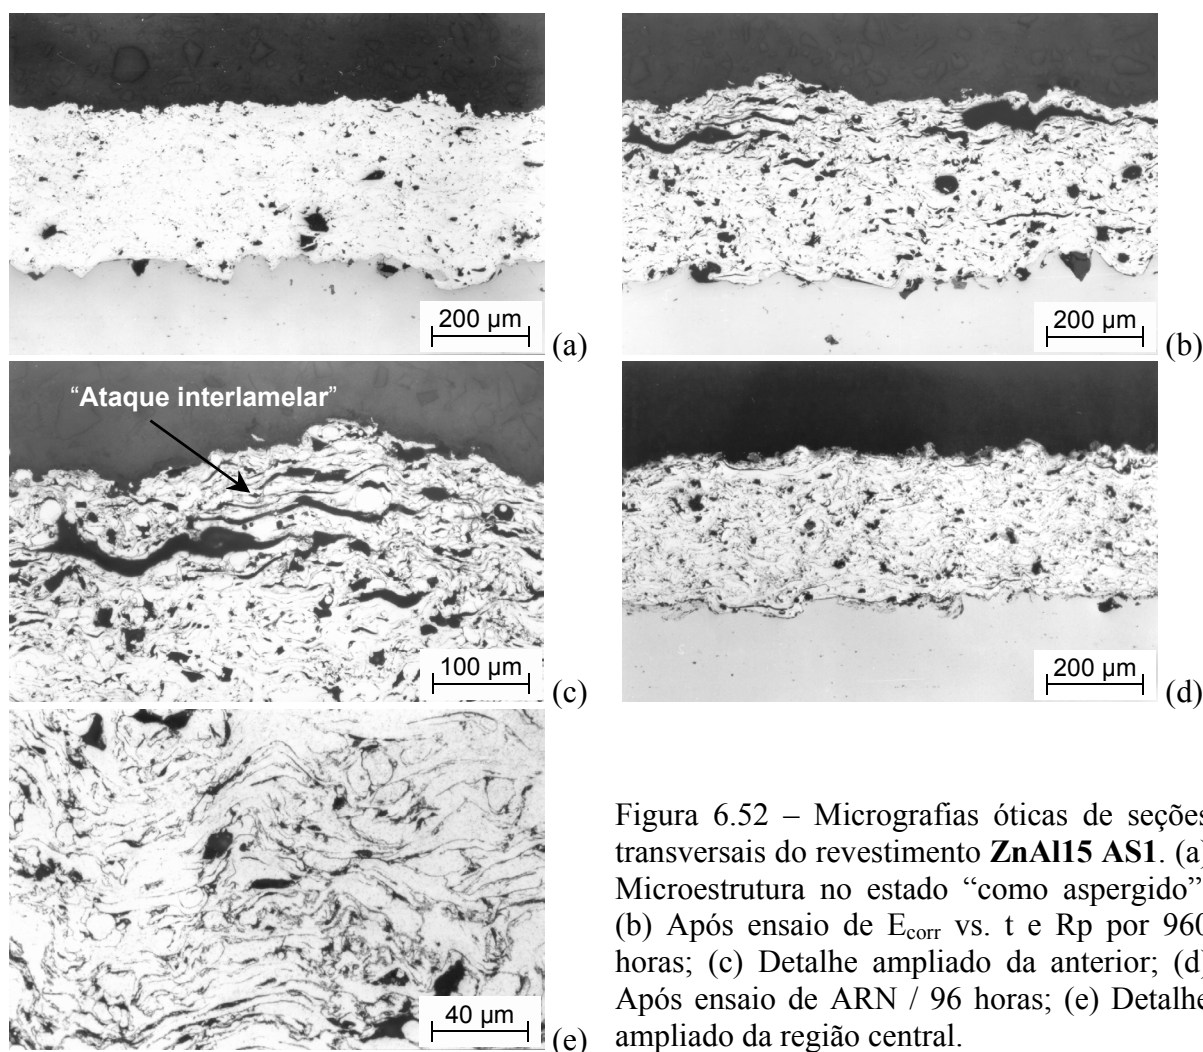 200 µm
(a)
200 µm
(b)
“Ataque interlamelar”
100 µm
(c)
200 µm
(d)
40 µm
(e)
Figura 6.52 – Micrografias óticas de seções
transversais do revestimento ZnAl15 AS1. (a)
Microestrutura no estado “como aspergido”
(b) Após ensaio de Ecorr vs. t e Rp por 960
horas; (c) Detalhe ampliado da anterior; (d)
Após ensaio de ARN / 96 horas; (e) Detalhe
ampliado da região central.